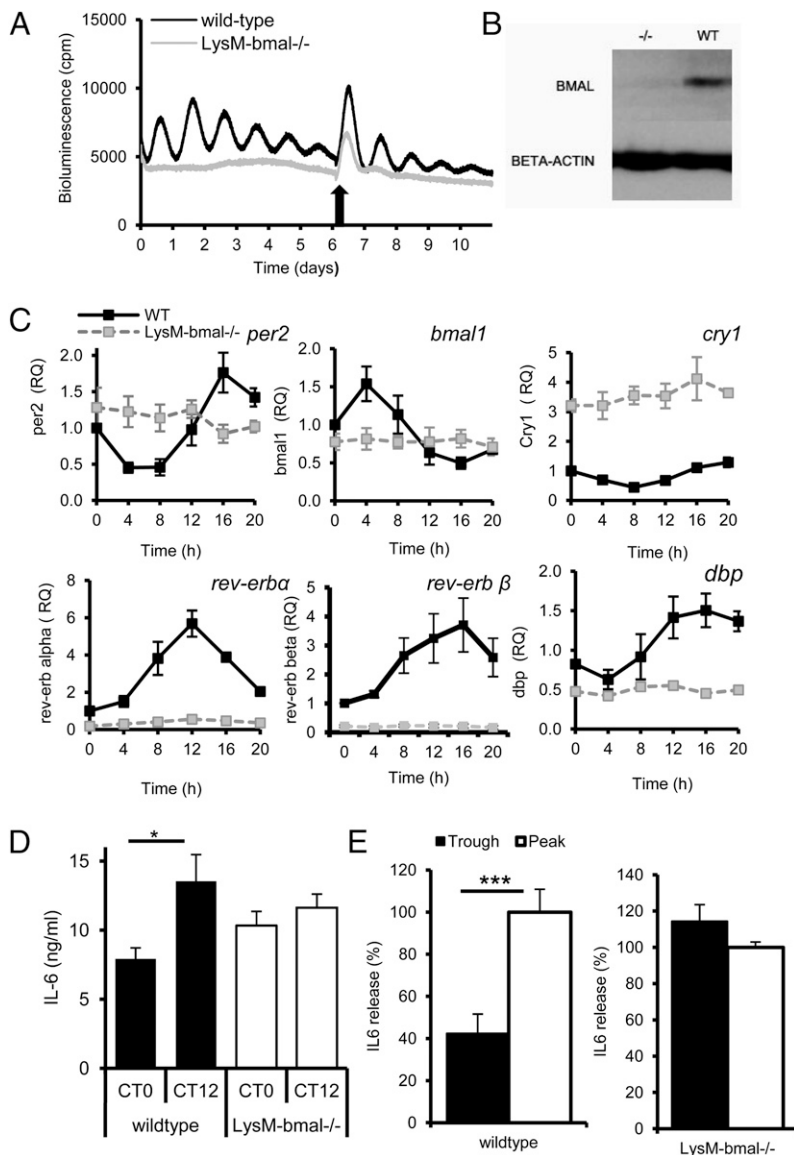 A
wild-type
LysM-bmal-/-
Bioluminescence (cpm)
15000
10000
5000
0
0 1 2 3 4 5 6 7 8 9 10
Time (days)
B
-/- WT
BMAL
BETA-ACTIN
C
WT
LysM-bmal-/-
per2
per2 (RQ)
2.0
1.5
1.0
0.5
0.0
0 4 8 12 16 20
Time (h)
bmal1
bmal1 (RQ)
2.0
1.5
1.0
0.5
0.0
0 4 8 12 16 20
Time (h)
cry1
Cry1 (RQ)
5
4
3
2
1
0
0 4 8 12 16 20
Time (h)
rev-erbα
rev-erb alpha ( RQ)
8
6
4
2
0
0 4 8 12 16 20
Time (h)
rev-erb β
rev-erb beta (RQ)
5
4
3
2
1
0
0 4 8 12 16 20
Time (h)
dbp
dbp (RQ)
2.0
1.5
1.0
0.5
0.0
0 4 8 12 16 20
Time (h)
D
IL-6 (ng/ml)
15
10
5
0
*
CT0 CT12 CT0 CT12
wildtype LysM-bmal-/-
E
Trough Peak
IL6 release (%)
120
100
80
60
40
20
0
***
wildtype
IL6 release (%)
140
120
100
80
60
40
20
0
LysM-bmal-/-